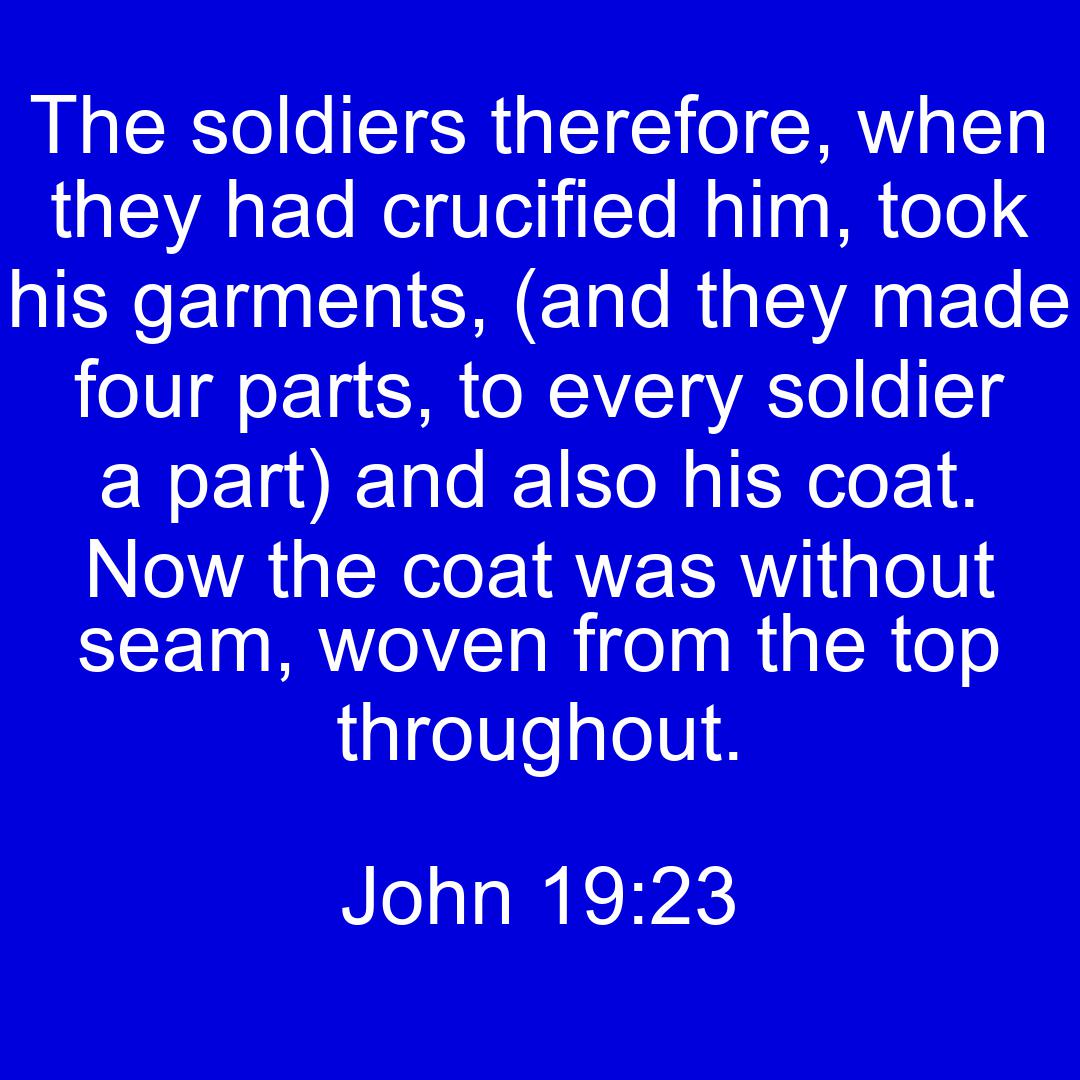 The soldiers therefore, when
they had crucified him, took
his garments, (and they made
four parts, to every soldier
a part) and also his coat.
Now the coat was without
seam, woven from the top
throughout.
John 19:23